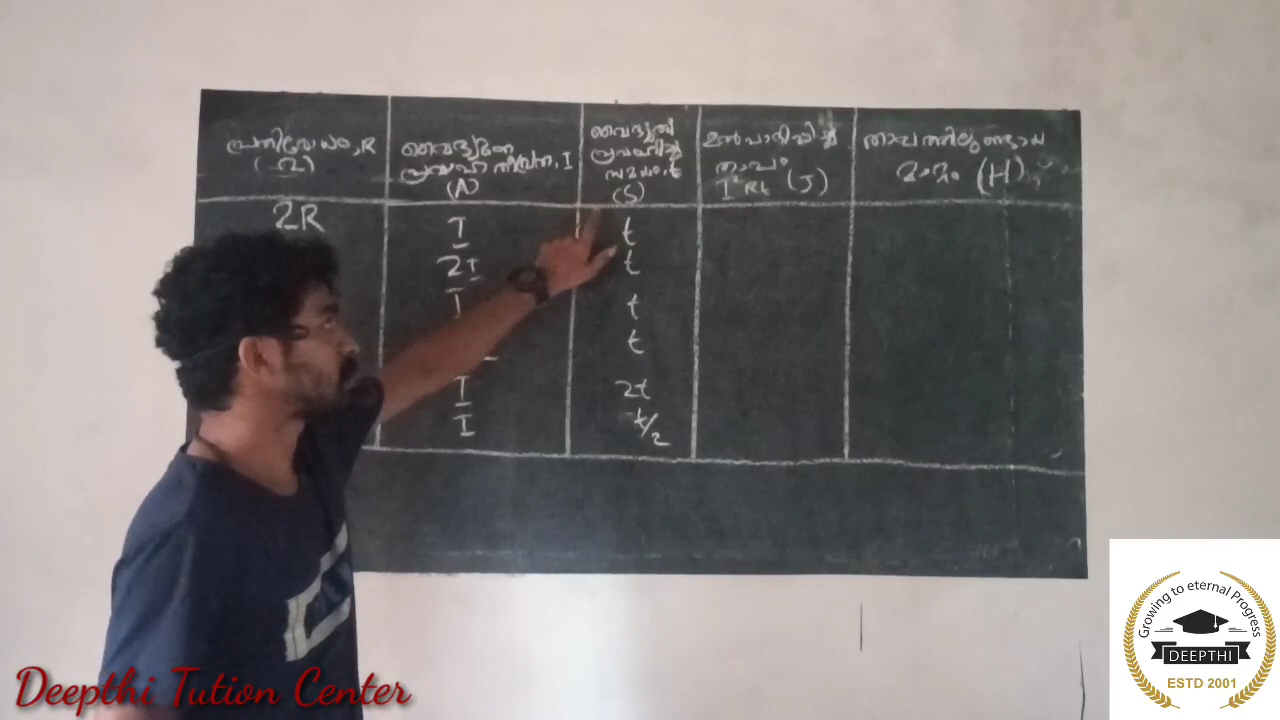 പ്രതിരോധം, R
(Ω)
വൈദ്യുത
പ്രവാഹ തീവ്രത, I
(A)
വൈദ്യുതി
പ്രവഹിച്ച
സമയം, t
(S)
ഉൽപാദിപ്പിച്ച
താപം
I²Rt (J)
താപത്തിലുണ്ടായ
മാറ്റം (H)
2R
I
t
2I
t
I
t
t
I
2t
I
t/2
Deepthi Tution Center
Growing to eternal Progress
DEEPTHI
ESTD 2001